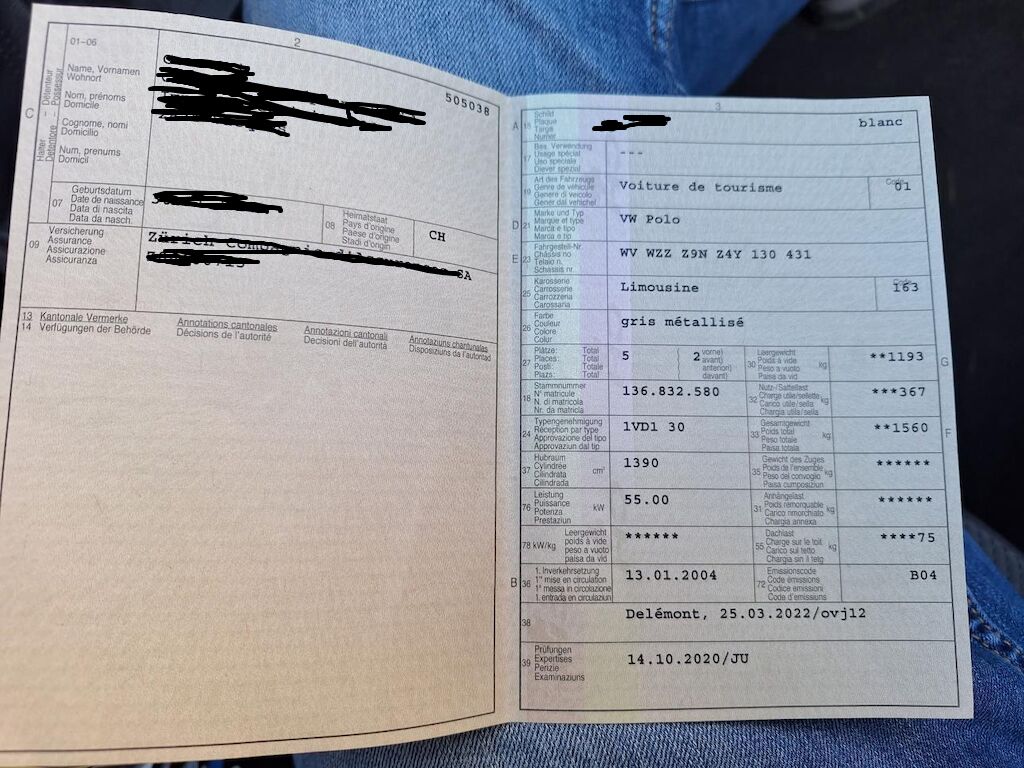 2
01-06
Name, Vornamen
Wohnort
Nom, prénoms
Domicile
Cognome, nomi
Domicilio
Num, prenums
Domicil
C
Halter – Détenteur
Détentore – Possessur
505038
07
Geburtsdatum
Date de naissance
Data di nascita
Data da nasch.
08
Heimatstaat
Pays d'origine
Paese d'origine
Stadi d'origin
CH
09
Versicherung
Assurance
Assicurazione
Assicuranza
SA
13 Kantonale Vermerke
14 Verfügungen der Behörde
Annotations cantonales
Décisions de l'autorité
Annotazioni cantonali
Decisioni dell'autorità
Annotaziuns chantunalas
Disposiziuns da l'autoritad
3
A 15
Schild
Plaque
Targa
Numer
blanc
17
Bes. Verwendung
Usage spécial
Uso speciale
Diever spezial
---
19
Art des Fahrzeugs
Genre de véhicule
Genere di veicolo
Gener dal vehichel
Voiture de tourisme
Code
01
D 21
Marke und Typ
Marque et type
Marca e tipo
Marca e tip
VW Polo
E 23
Fahrgestell-Nr.
Châssis no
Telaio n.
Schassis nr.
WV WZZ Z9N Z4Y 130 431
25
Karosserie
Carrosserie
Carrozzeria
Carossaria
Limousine
Code
163
26
Farbe
Couleur
Colore
Colur
gris métallisé
27
Plätze: Total
Places: Total
Posti: Totale
Plazs: Total
5
2
vorne)
avant)
anteriori)
davant)
30
Leergewicht
Poids à vide
Peso a vuoto
Paisa da vid
kg
**1193
G
18
Stammnummer
N° matricule
N. di matricola
Nr. da matricla
136.832.580
32
Nutz-/Sattellast
Charge utile/sellette
Carico utile/sella
Chargia utila/sella
kg
***367
24
Typengenehmigung
Réception par type
Approvazione del tipo
Approvaziun dal tip
1VD1 30
33
Gesamtgewicht
Poids total
Peso totale
Paisa totala
kg
**1560
F
37
Hubraum
Cylindrée
Cilindrata
Cilindrada
cm³
1390
35
Gewicht des Zuges
Poids de l'ensemble
Peso del convoglio
Paisa cumposiziun
kg
******
76
Leistung
Puissance
Potenza
Prestaziun
kW
55.00
31
Anhängelast
Poids remorquable
Carico rimorchiato
Chargia annexa
kg
******
78 kW/kg
Leergewicht
poids à vide
peso a vuoto
paisa da vid
******
55
Dachlast
Charge sur le toit
Carico sul tetto
Chargia sin il tetg
kg
****75
B 36
1. Inverkehrsetzung
1re mise en circulation
1a messa in circolazione
1. entrada en circulaziun
13.01.2004
72
Emissionscode
Code émissions
Codice emissioni
Code d'emissiuns
B04
38
Delémont, 25.03.2022/ovj12
39
Prüfungen
Expertises
Perizie
Examinaziuns
14.10.2020/JU